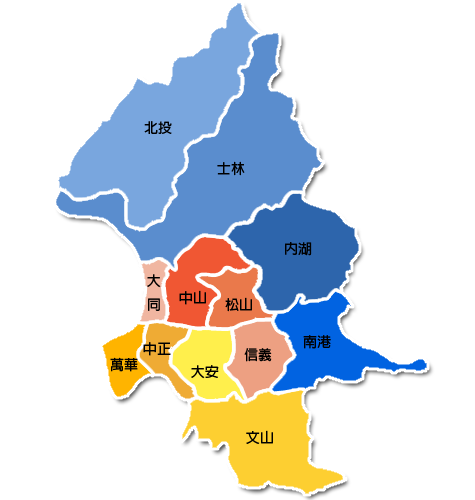 北投
士林
內湖
大
同
中山
松山
南港
中正
信義
萬華
大安
文山